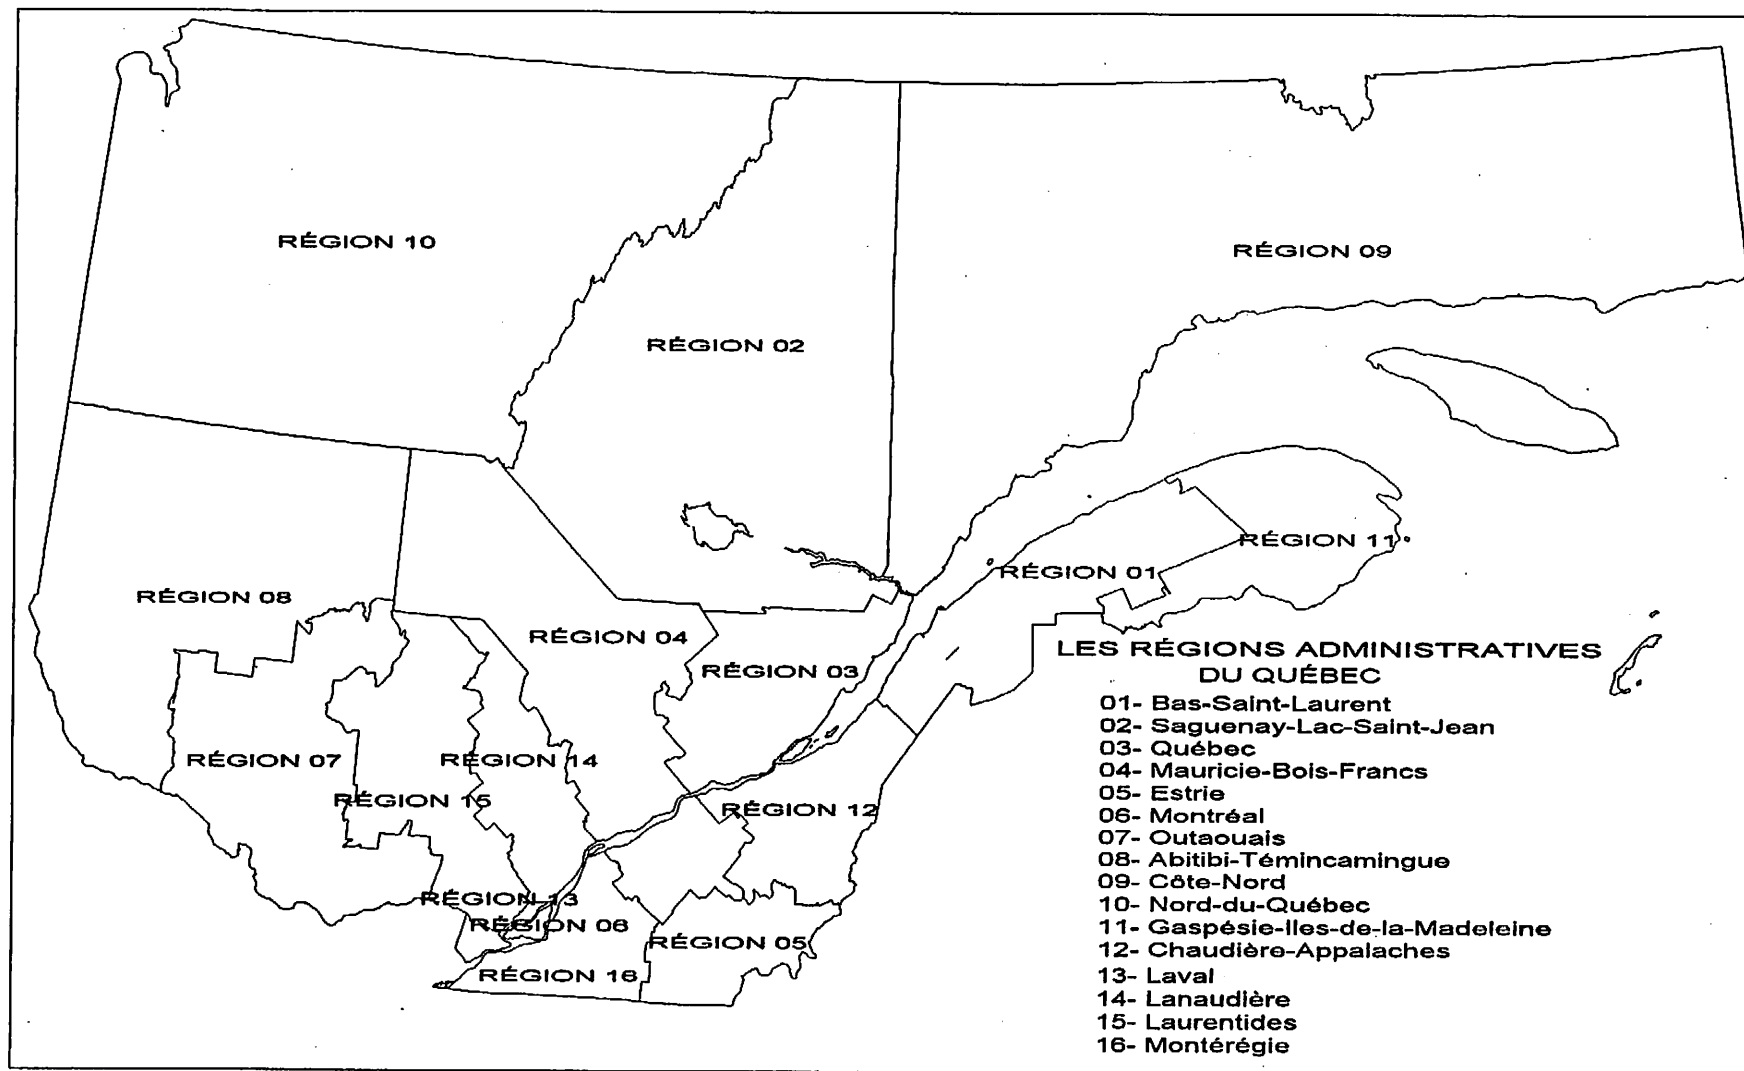 RÉGION 10
RÉGION 09
RÉGION 02
RÉGION 11
RÉGION 01
RÉGION 08
RÉGION 04
RÉGION 03
RÉGION 07
RÉGION 14
RÉGION 15
RÉGION 12
RÉGION 13
RÉGION 06
RÉGION 05
RÉGION 16
LES RÉGIONS ADMINISTRATIVES
DU QUÉBEC
01- Bas-Saint-Laurent
02- Saguenay-Lac-Saint-Jean
03- Québec
04- Mauricie-Bois-Francs
05- Estrie
06- Montréal
07- Outaouais
08- Abitibi-Témincamingue
09- Côte-Nord
10- Nord-du-Québec
11- Gaspésie-Iles-de-la-Madeleine
12- Chaudière-Appalaches
13- Laval
14- Lanaudière
15- Laurentides
16- Montérégie